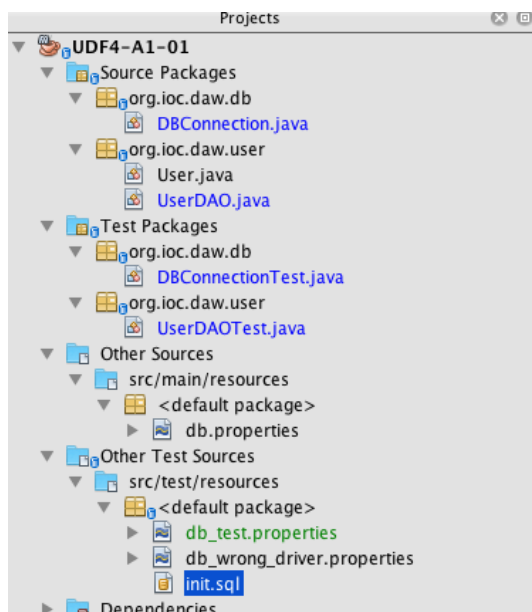 Projects
UDF4-A1-01
Source Packages
org.ioc.daw.db
DBConnection.java
org.ioc.daw.user
User.java
UserDAO.java
Test Packages
org.ioc.daw.db
DBConnectionTest.java
org.ioc.daw.user
UserDAOTest.java
Other Sources
src/main/resources
<default package>
db.properties
Other Test Sources
src/test/resources
<default package>
db_test.properties
db_wrong_driver.properties
init.sql
Dependencies